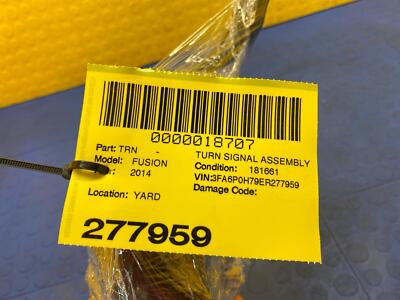 0000018707
Part: TRN - TURN SIGNAL ASSEMBLY
Model: FUSION Condition: 181661
: 2014 VIN:3FA6P0H79ER277959
Damage Code:
Location: YARD
277959